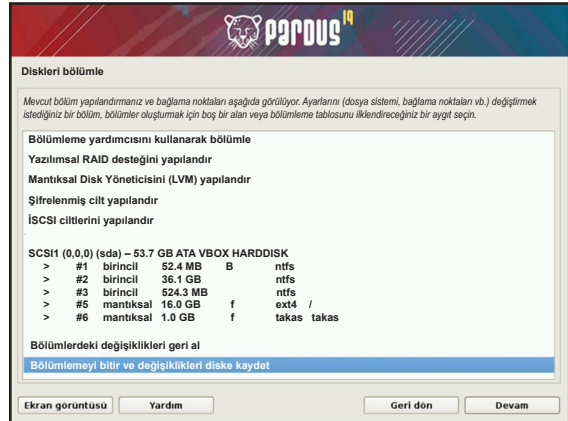 pardus 19
Diskleri bölümle
Mevcut bölüm yapılandırmanız ve bağlama noktaları aşağıda görülüyor. Ayarlarını (dosya sistemi, bağlama noktaları vb.) değiştirmek
istediğiniz bir bölüm, bölümler oluşturmak için boş bir alan veya bölümleme tablosunu ilklendireceğiniz bir aygıt seçin.
Bölümleme yardımcısını kullanarak bölümle
Yazılımsal RAID desteğini yapılandır
Mantıksal Disk Yöneticisini (LVM) yapılandır
Şifrelenmiş cilt yapılandır
İSCSI ciltlerini yapılandır
SCSI1 (0,0,0) (sda) – 53.7 GB ATA VBOX HARDDISK
> #1 birincil 52.4 MB B ntfs
> #2 birincil 36.1 GB ntfs
> #3 birincil 524.3 MB ntfs
> #5 mantıksal 16.0 GB f ext4 /
> #6 mantıksal 1.0 GB f takas takas
Bölümlerdeki değişiklikleri geri al
Bölümlemeyi bitir ve değişiklikleri diske kaydet
Ekran görüntüsü Yardım Geri dön Devam